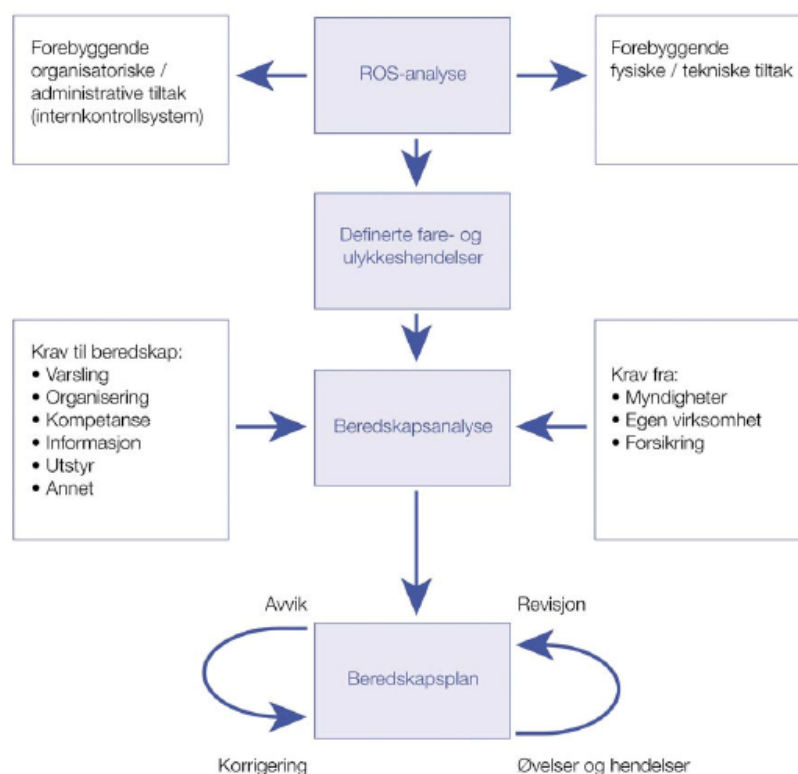 Forebyggende
organisatoriske /
administrative tiltak
(internkontrollsystem)
ROS-analyse
Forebyggende
fysiske / tekniske tiltak
Definerte fare- og
ulykkeshendelser
Krav til beredskap:
• Varsling
• Organisering
• Kompetanse
• Informasjon
• Utstyr
• Annet
Beredskapsanalyse
Krav fra:
• Myndigheter
• Egen virksomhet
• Forsikring
Avvik
Revisjon
Beredskapsplan
Korrigering
Øvelser og hendelser